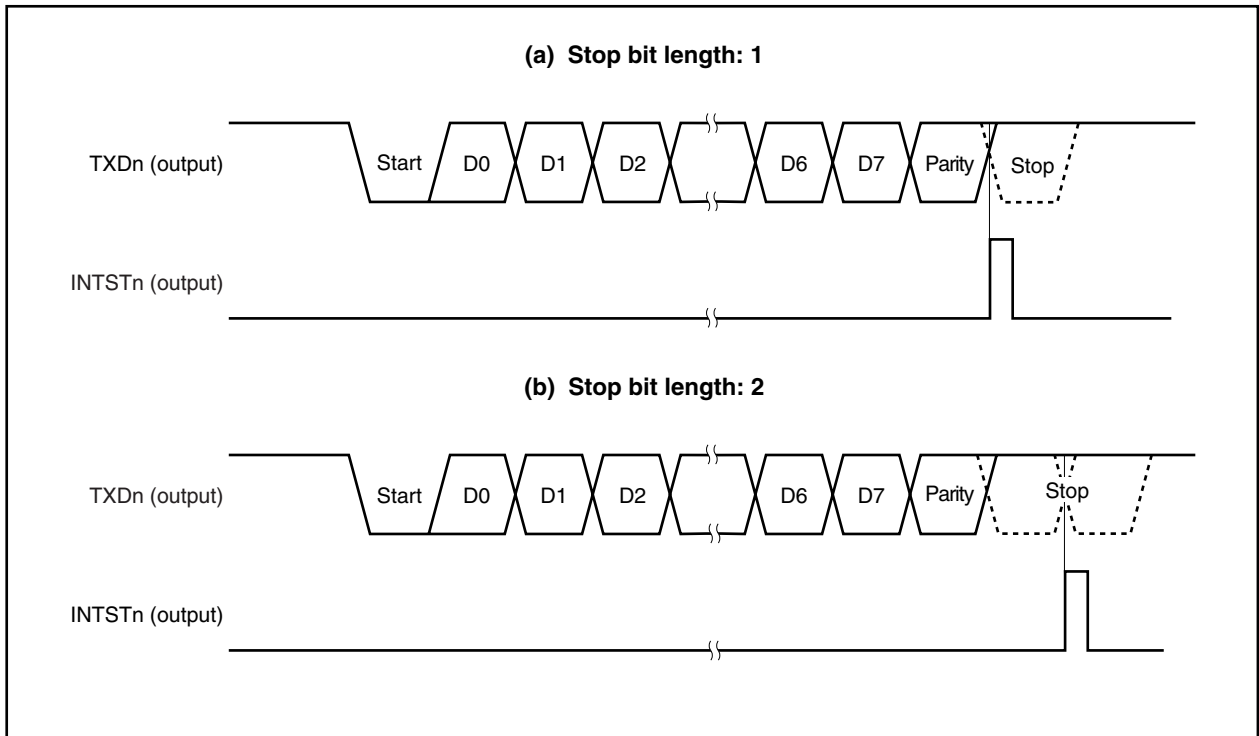 (a) Stop bit length: 1
TXDn (output) Start D0 D1 D2 D6 D7 Parity Stop
INTSTn (output)
(b) Stop bit length: 2
TXDn (output) Start D0 D1 D2 D6 D7 Parity Stop
INTSTn (output)